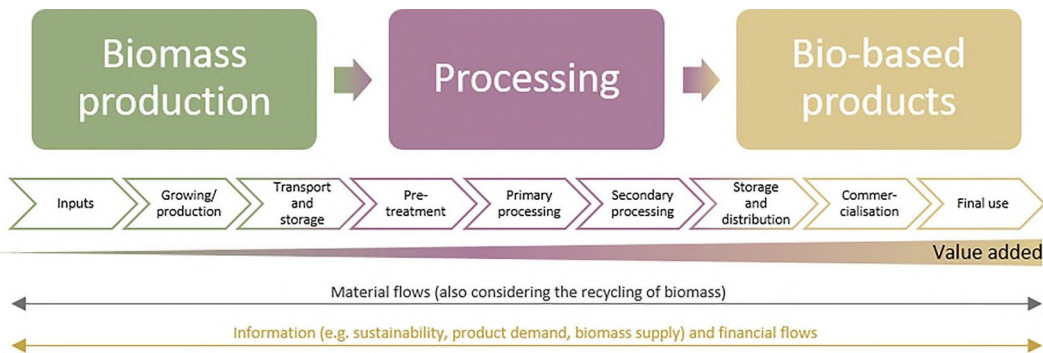 Biomass
production
Processing
Bio-based
products
Inputs
Growing/
production
Transport
and
storage
Pre-
treatment
Primary
processing
Secondary
processing
Storage
and
distribution
Commer-
cialisation
Final use
Value added
Material flows (also considering the recycling of biomass)
Information (e.g. sustainability, product demand, biomass supply) and financial flows